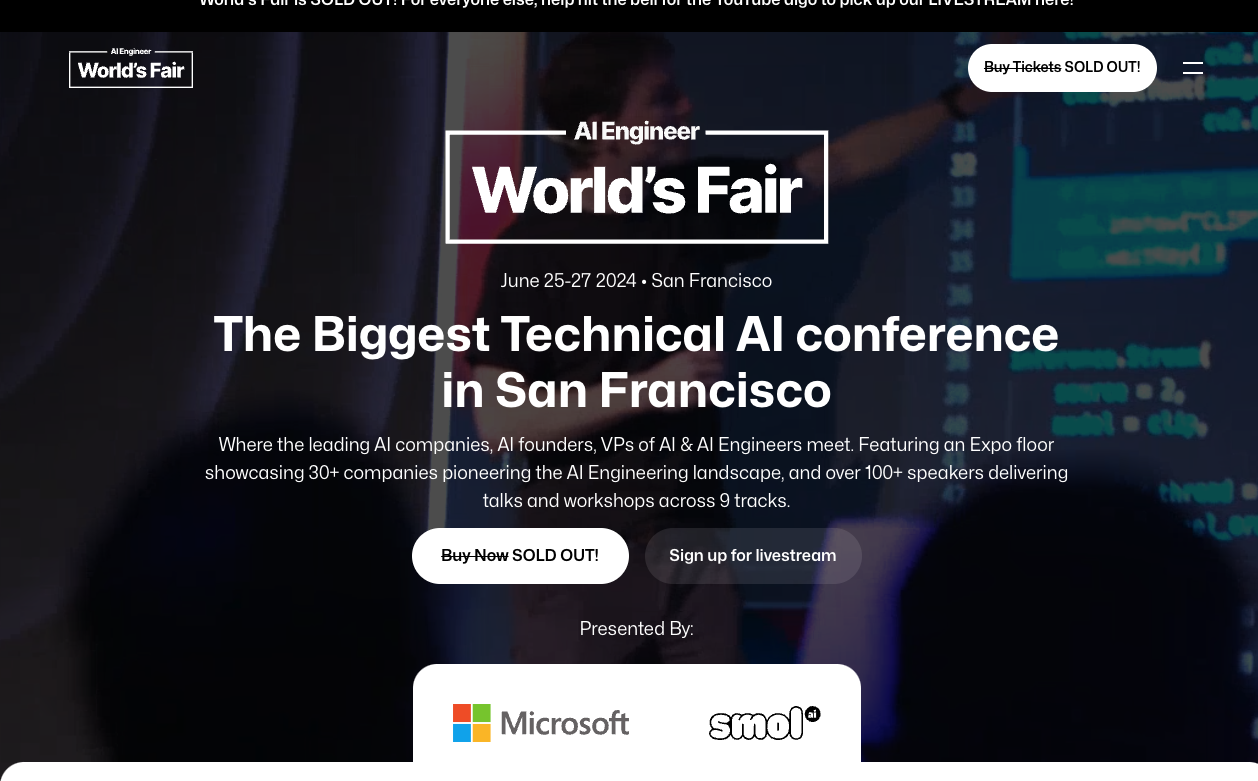 World's Fair is SOLD OUT! For everyone else, help hit the bell for the YouTube algo to pick up our LIVESTREAM here!
AI Engineer
World's Fair
Buy Tickets SOLD OUT!
AI Engineer
World's Fair
June 25-27 2024 • San Francisco
The Biggest Technical AI conference
in San Francisco
Where the leading AI companies, AI founders, VPs of AI & AI Engineers meet. Featuring an Expo floor
showcasing 30+ companies pioneering the AI Engineering landscape, and over 100+ speakers delivering
talks and workshops across 9 tracks.
Buy Now SOLD OUT!
Sign up for livestream
Presented By:
Microsoft
smol ai